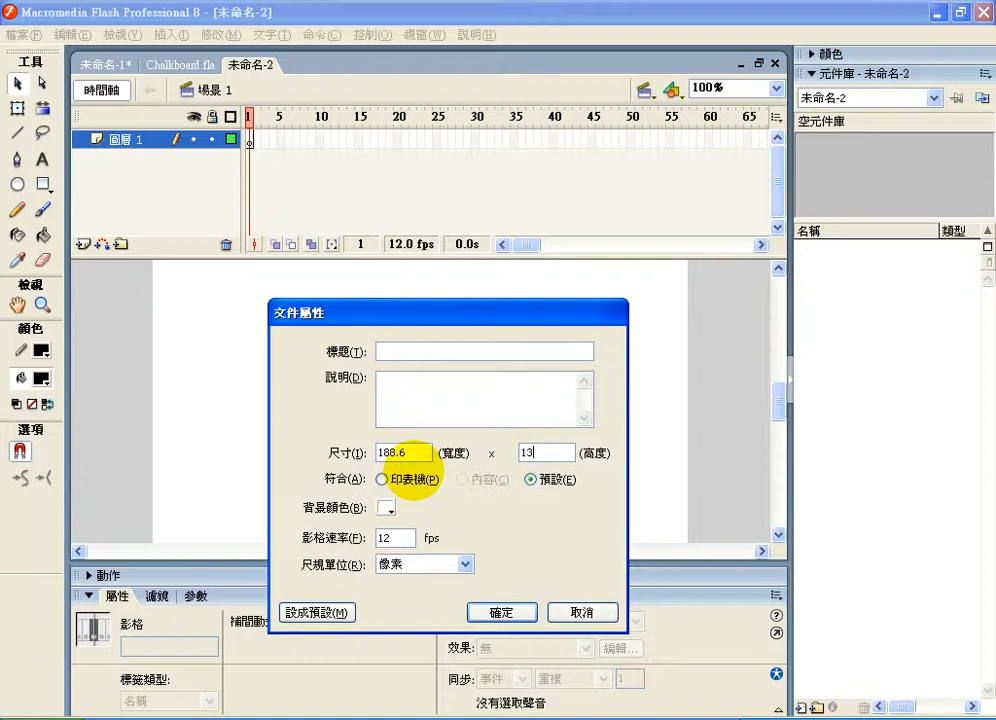 Macromedia Flash Professional 8 - [未命名-2]
檔案(F) 編輯(E) 檢視(V) 插入(I) 修改(M) 文字(T) 命令(C) 控制(O) 視窗(W) 說明(H)
工具
未命名-1* Chalkboard.fla 未命名-2
時間軸 場景 1 100%
1 5 10 15 20 25 30 35 40 45 50 55 60 65
圖層 1
1 12.0 fps 0.0s
檢視
顏色
選項
顏色
元件庫 - 未命名-2
未命名-2
空元件庫
名稱 類型
文件屬性
標題(T):
說明(D):
尺寸(I): 188.6 (寬度) x 13 (高度)
符合(A): 印表機(P) 內容(C) 預設(E)
背景顏色(B):
影格速率(F): 12 fps
尺規單位(R): 像素
設成預設(M) 確定 取消
動作
屬性 濾鏡 參數
影格
標籤類型:
名稱
效果: 無 編輯...
同步: 事件 重複 1
沒有選取聲音